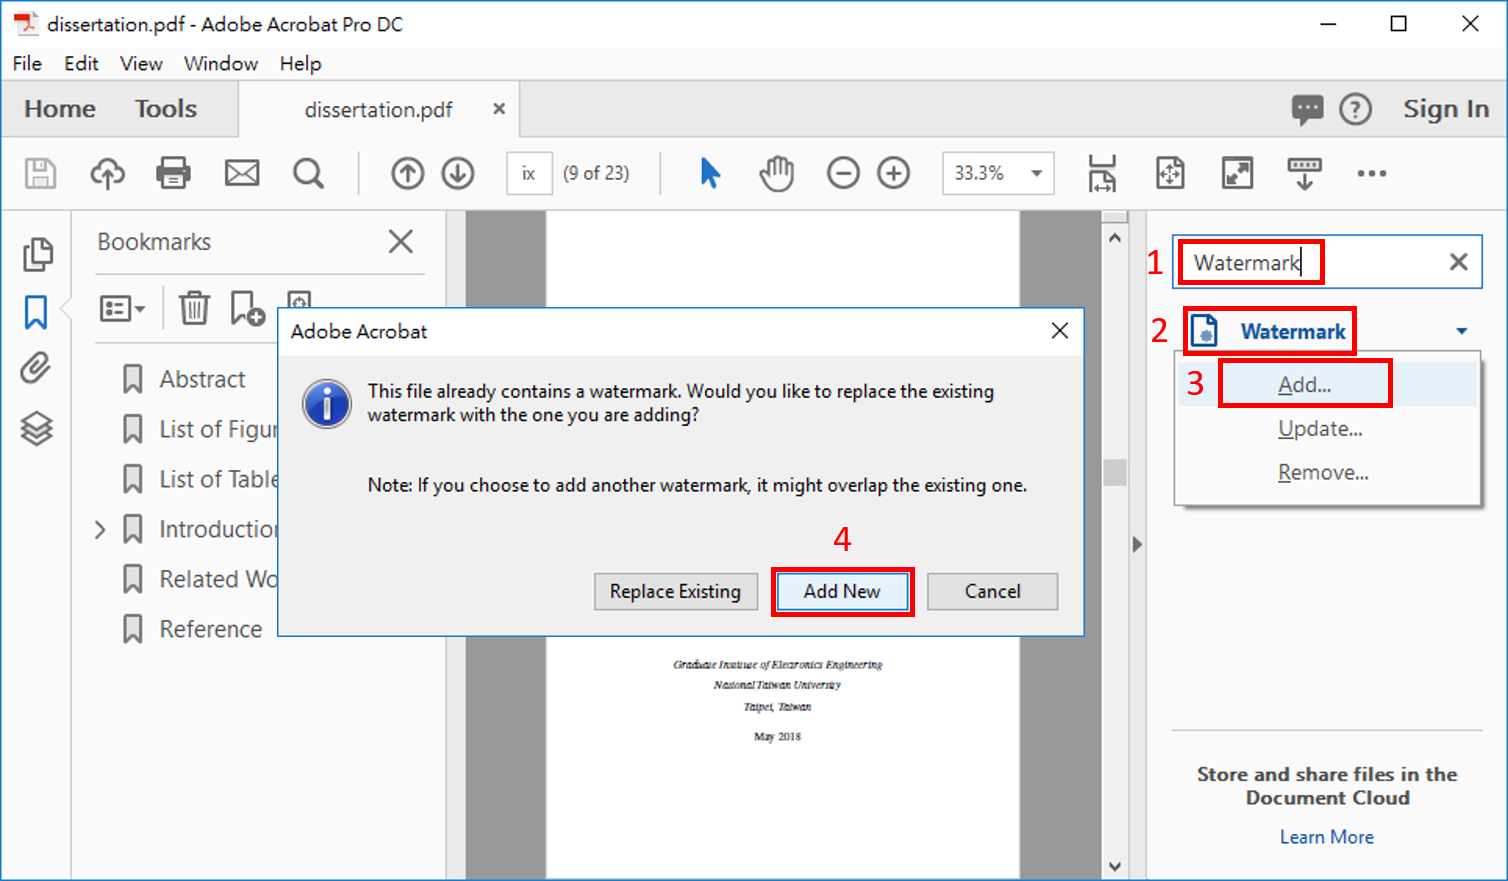 dissertation.pdf - Adobe Acrobat Pro DC
File Edit View Window Help
Home Tools dissertation.pdf Sign In
ix (9 of 23) 33.3%
Bookmarks
Abstract
List of Figur
List of Table
Introduction
Related Wo
Reference
Adobe Acrobat
This file already contains a watermark. Would you like to replace the existing
watermark with the one you are adding?
Note: If you choose to add another watermark, it might overlap the existing one.
4
Replace Existing Add New Cancel
Graduate Institute of Electronics Engineering
National Taiwan University
Taipei, Taiwan
May 2018
1 Watermark
2 Watermark
3 Add...
Update...
Remove...
Store and share files in the
Document Cloud
Learn More